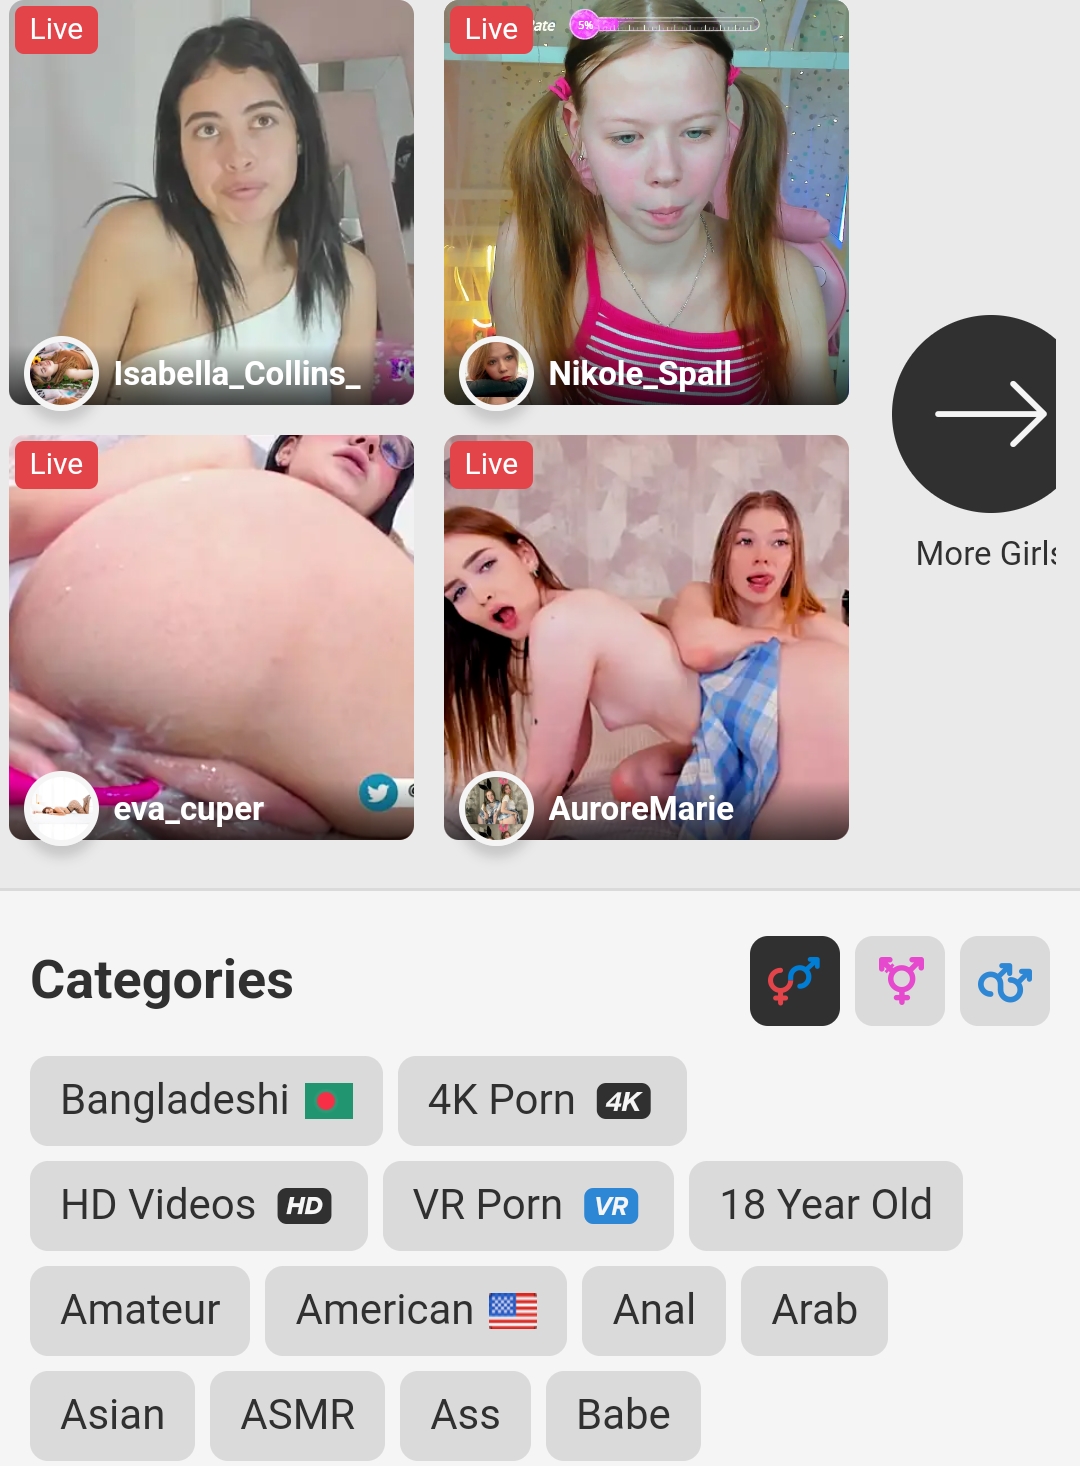 Live
Live
ate
5%
Isabella_Collins_
Nikole_Spall
Live
Live
More Girls
eva_cuper
AuroreMarie
Categories
Bangladeshi
4K Porn 4K
HD Videos HD
VR Porn VR
18 Year Old
Amateur
American
Anal
Arab
Asian
ASMR
Ass
Babe